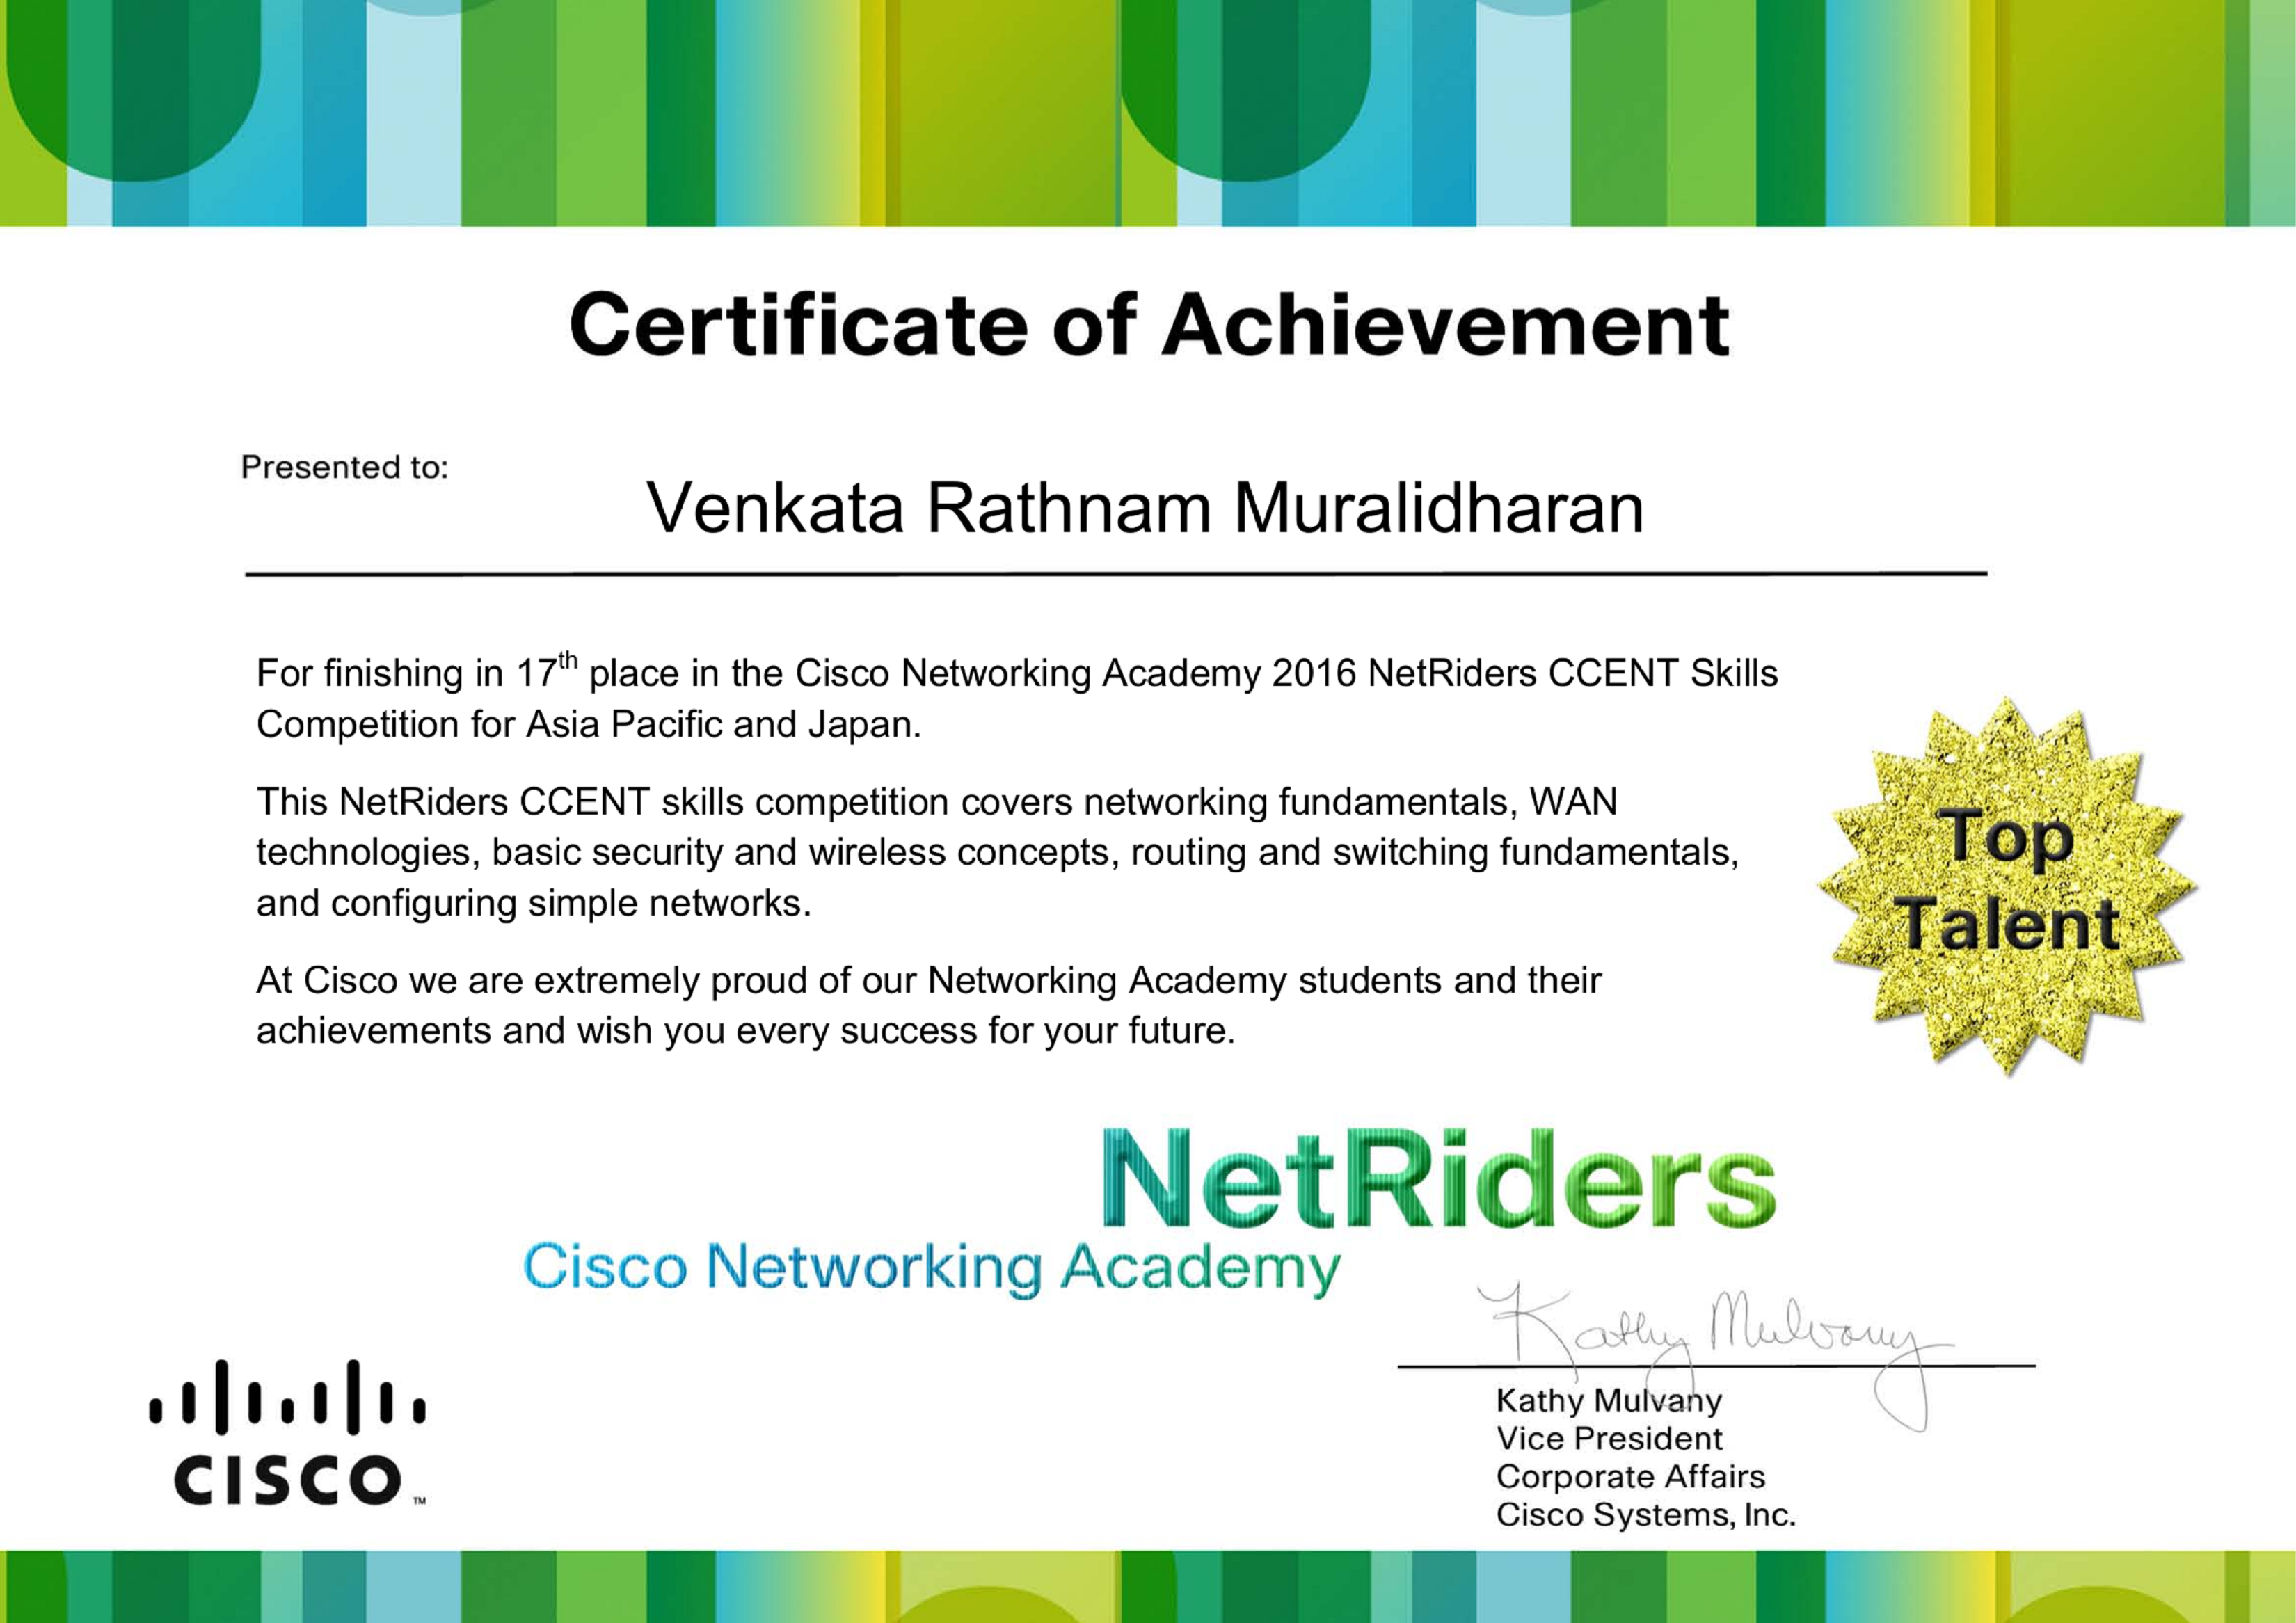 Certificate of Achievement
Presented to:
Venkata Rathnam Muralidharan
For finishing in 17th place in the Cisco Networking Academy 2016 NetRiders CCENT Skills
Competition for Asia Pacific and Japan.
This NetRiders CCENT skills competition covers networking fundamentals, WAN
technologies, basic security and wireless concepts, routing and switching fundamentals,
and configuring simple networks.
At Cisco we are extremely proud of our Networking Academy students and their
achievements and wish you every success for your future.
Top
Talent
NetRiders
Cisco Networking Academy
Kathy Mulvany
Kathy Mulvany
Vice President
Corporate Affairs
Cisco Systems, Inc.
CISCO™